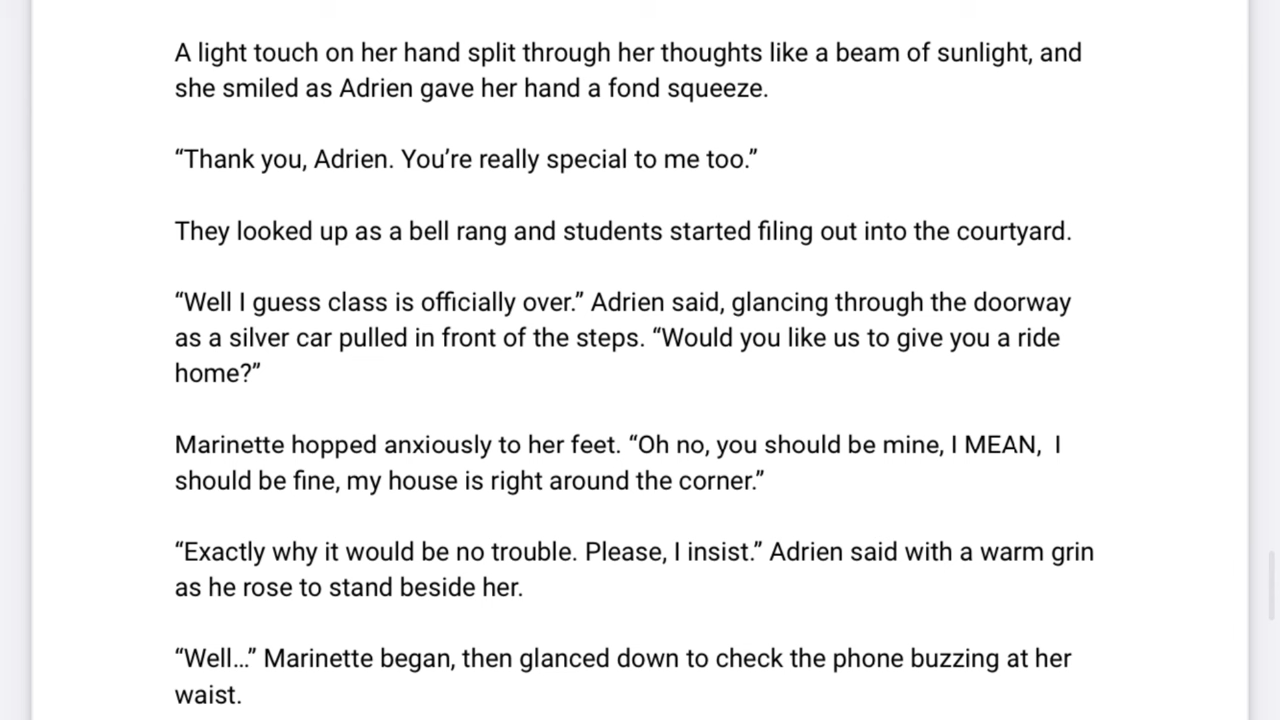 A light touch on her hand split through her thoughts like a beam of sunlight, and
she smiled as Adrien gave her hand a fond squeeze.
“Thank you, Adrien. You’re really special to me too.”
They looked up as a bell rang and students started filing out into the courtyard.
“Well I guess class is officially over.” Adrien said, glancing through the doorway
as a silver car pulled in front of the steps. “Would you like us to give you a ride
home?”
Marinette hopped anxiously to her feet. “Oh no, you should be mine, I MEAN,  I
should be fine, my house is right around the corner.”
“Exactly why it would be no trouble. Please, I insist.” Adrien said with a warm grin
as he rose to stand beside her.
“Well…” Marinette began, then glanced down to check the phone buzzing at her
waist.